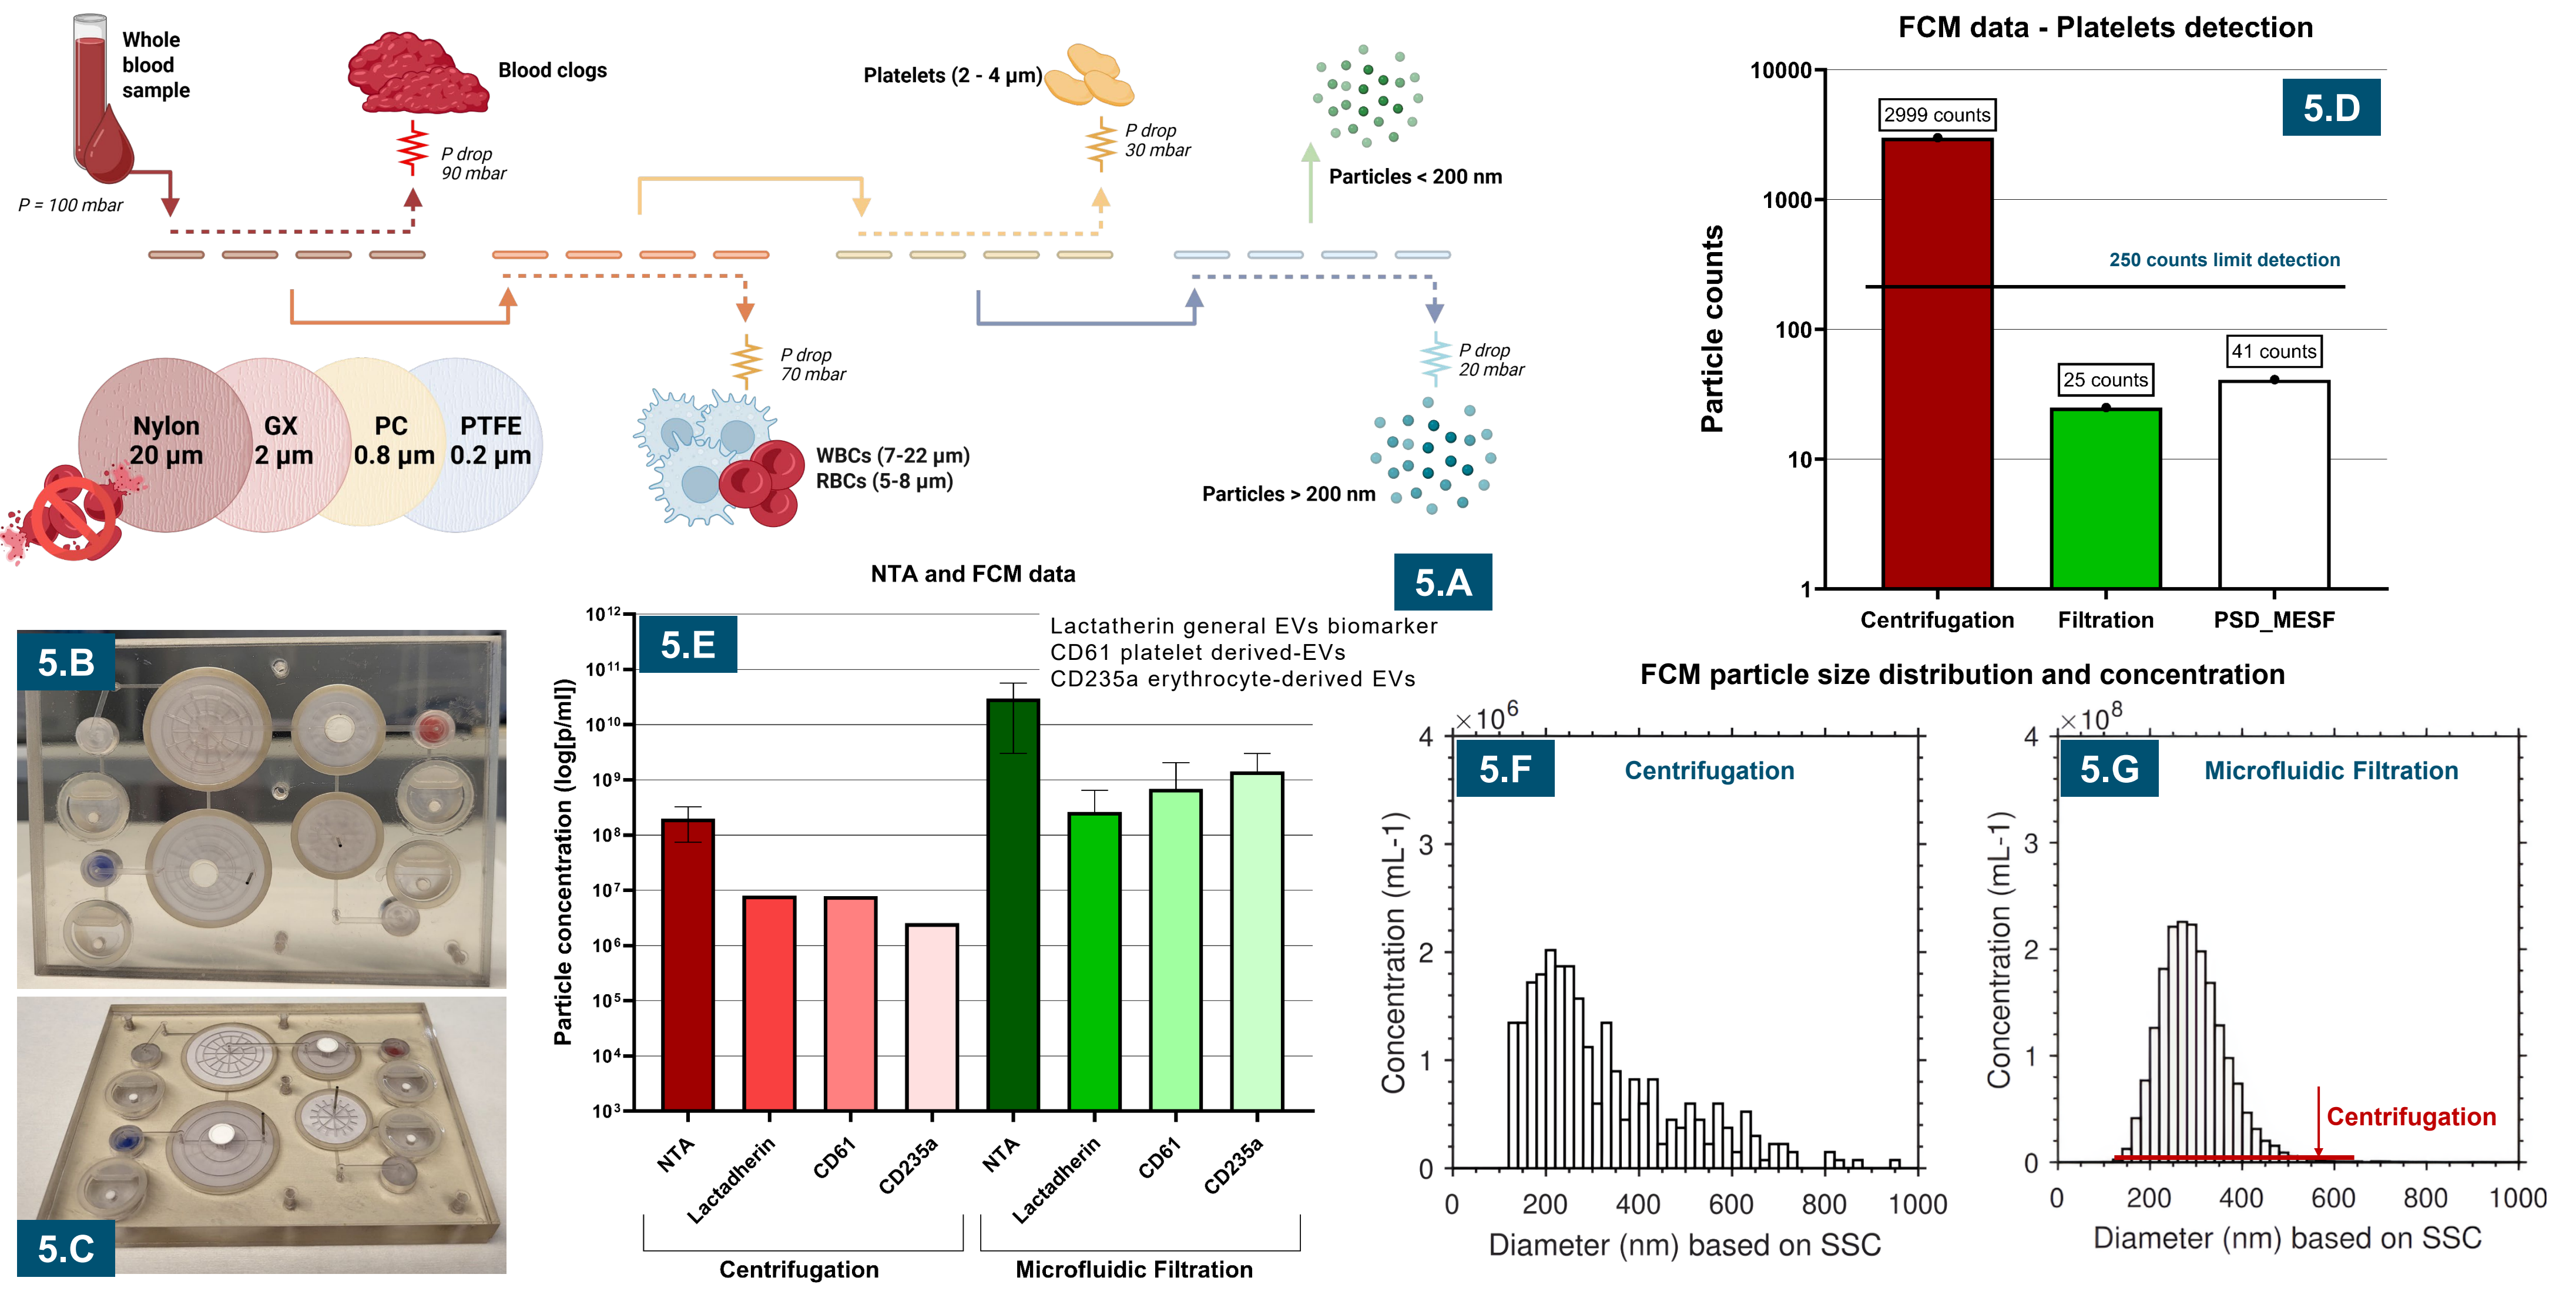 Whole
blood
sample
P = 100 mbar
Blood clogs
P drop
90 mbar
Platelets (2 - 4 µm)
P drop
30 mbar
Particles < 200 nm
P drop
70 mbar
WBCs (7-22 µm)
RBCs (5-8 µm)
P drop
20 mbar
Particles > 200 nm
Nylon
20 µm
GX
2 µm
PC
0.8 µm
PTFE
0.2 µm
5.A
5.B
5.C
FCM data - Platelets detection
5.D
Particle counts
10000
1000
100
10
1
2999 counts
250 counts limit detection
25 counts
41 counts
Centrifugation
Filtration
PSD_MESF
NTA and FCM data
5.E
Lactatherin general EVs biomarker
CD61 platelet derived-EVs
CD235a erythrocyte-derived EVs
Particle concentration (log[p/ml])
10¹²
10¹¹
10¹⁰
10⁹
10⁸
10⁷
10⁶
10⁵
10⁴
10³
NTA
Lactadherin
CD61
CD235a
NTA
Lactadherin
CD61
CD235a
Centrifugation
Microfluidic Filtration
FCM particle size distribution and concentration
×10⁶
5.F
Centrifugation
Concentration (mL-1)
4
3
2
1
0
0 200 400 600 800 1000
Diameter (nm) based on SSC
×10⁸
5.G
Microfluidic Filtration
Concentration (mL-1)
4
3
2
1
0
Centrifugation
0 200 400 600 800 1000
Diameter (nm) based on SSC